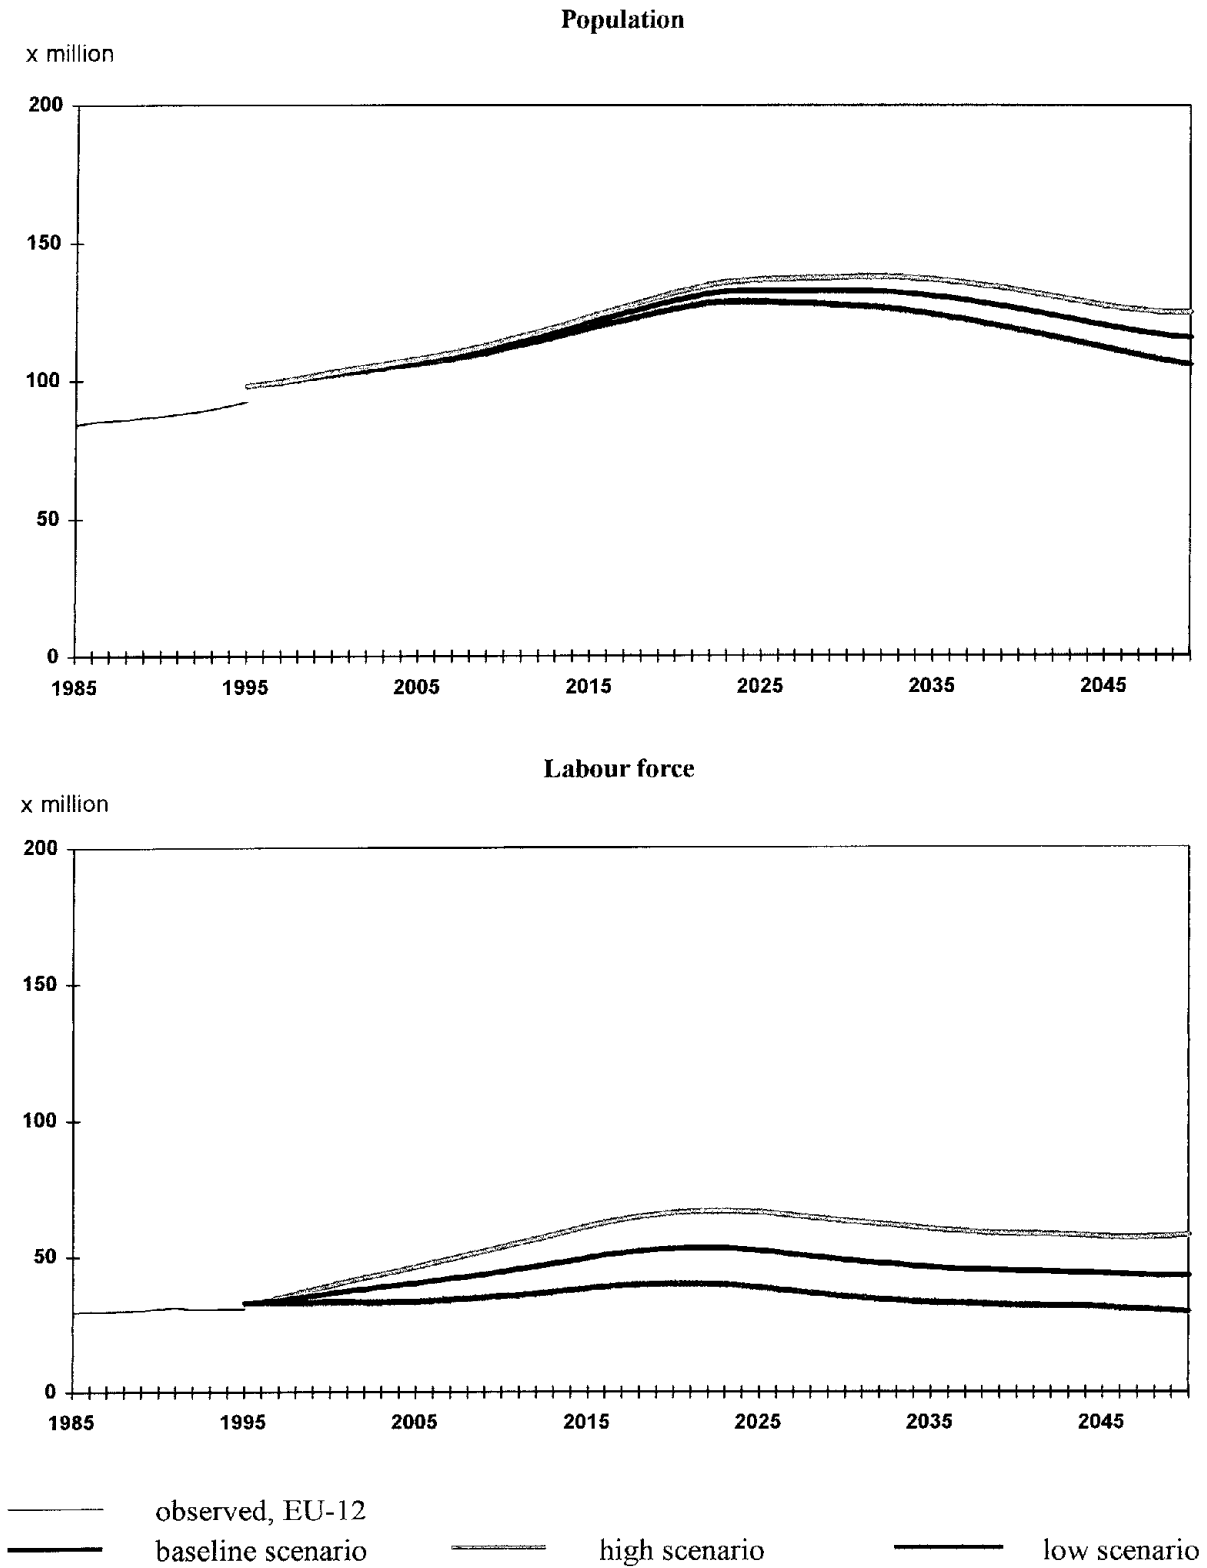 Population
x million
200
150
100
50
0
1985 1995 2005 2015 2025 2035 2045
Labour force
x million
200
150
100
50
0
1985 1995 2005 2015 2025 2035 2045
observed, EU-12
baseline scenario high scenario low scenario